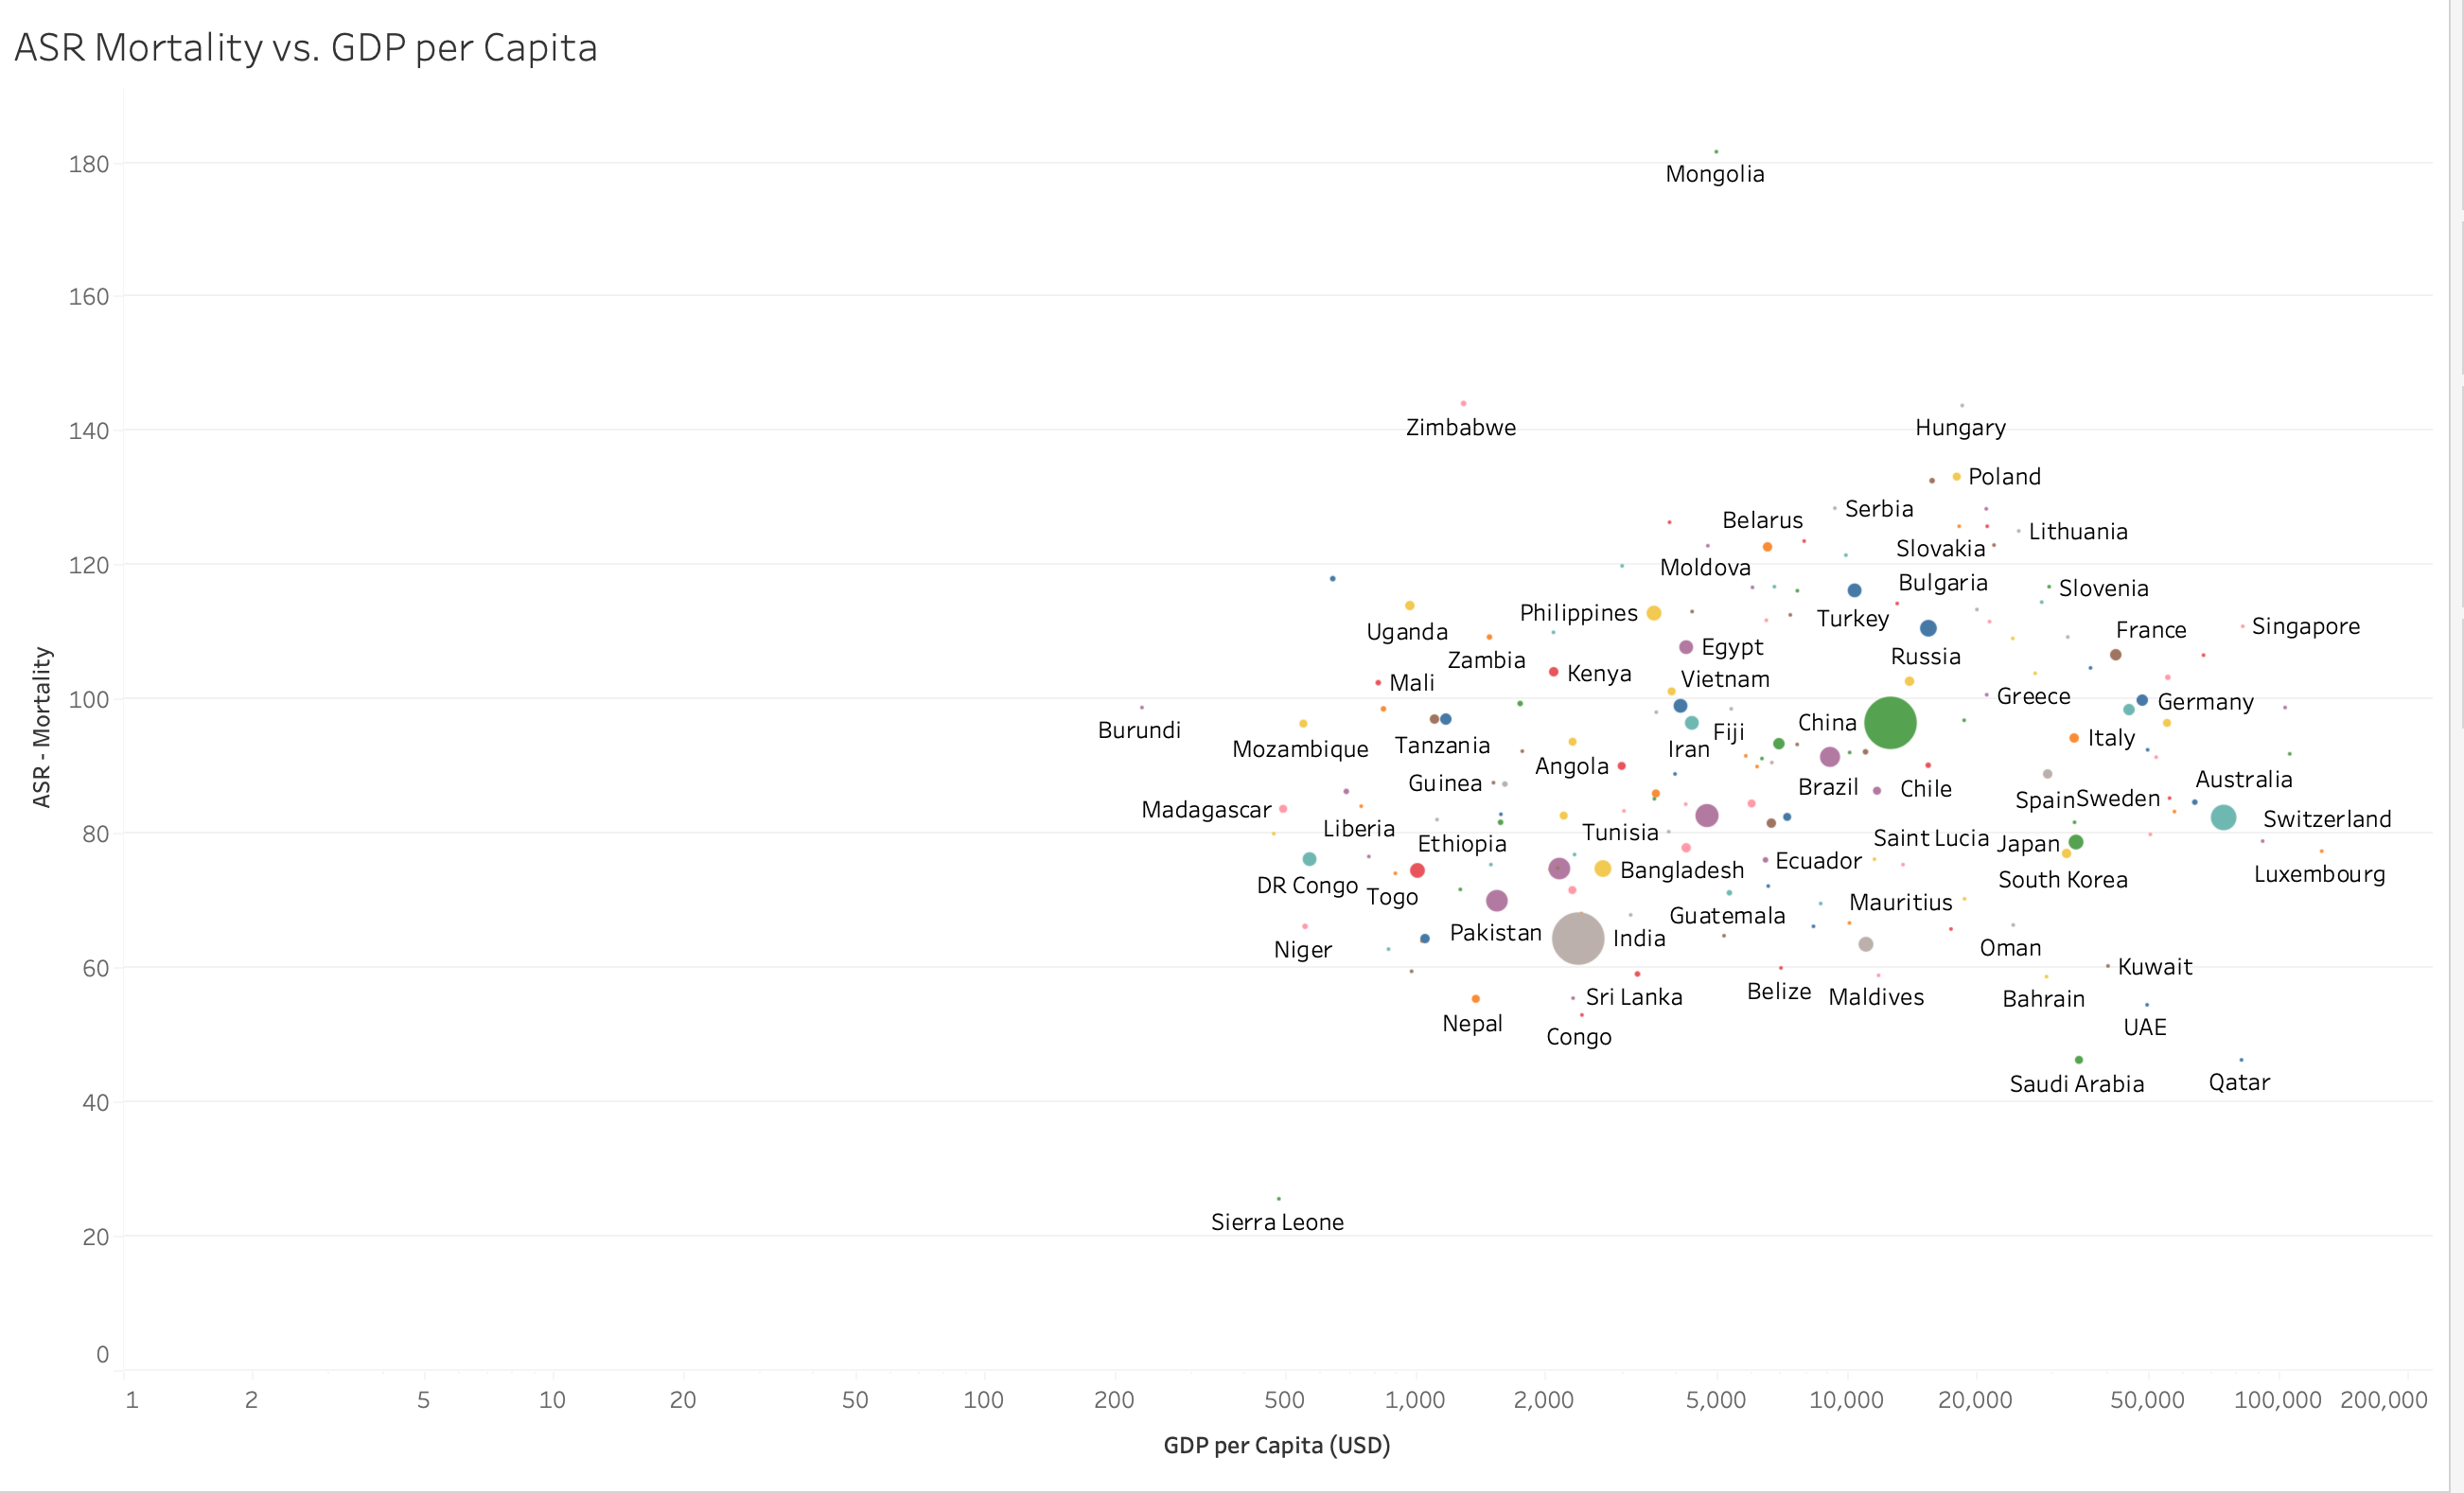 ASR Mortality vs. GDP per Capita
180
Mongolia
160
140
Zimbabwe
Hungary
Poland
Serbia
Belarus
Lithuania
Slovakia
120
Moldova
Bulgaria
Slovenia
Philippines
Turkey
Uganda
France
Singapore
Egypt
Russia
Zambia
Kenya
Vietnam
Mali
Greece
100
Germany
China
Burundi
Fiji
Italy
Tanzania
Mozambique
Iran
Angola
Australia
Guinea
Brazil
Chile
Spain
Sweden
Madagascar
Switzerland
Liberia
80
Tunisia
Saint Lucia
Japan
Ethiopia
Ecuador
Bangladesh
Luxembourg
South Korea
DR Congo
Togo
Mauritius
Guatemala
Pakistan
India
Oman
Niger
60
Kuwait
Belize
Sri Lanka
Maldives
Bahrain
Nepal
UAE
Congo
Saudi Arabia
Qatar
40
Sierra Leone
20
0
ASR - Mortality
1 2 5 10 20 50 100 200 500 1,000 2,000 5,000 10,000 20,000 50,000 100,000 200,000
GDP per Capita (USD)